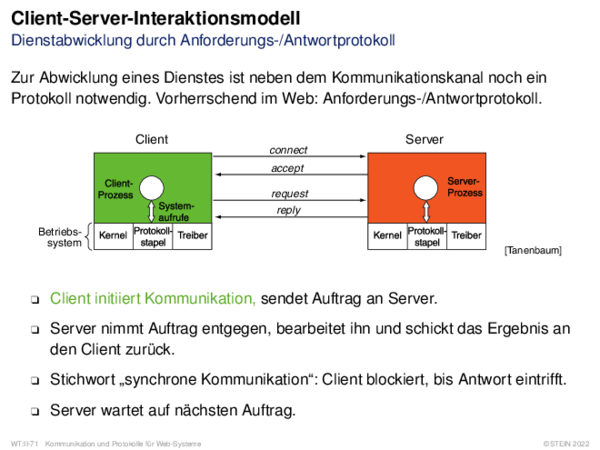 Client-Server-Interaktionsmodell
Dienstabwicklung durch Anforderungs-/Antwortprotokoll
Zur Abwicklung eines Dienstes ist neben dem Kommunikationskanal noch ein
Protokoll notwendig. Vorherrschend im Web: Anforderungs-/Antwortprotokoll.
Client
Server
connect
accept
request
reply
Client-
Prozess
System-
aufrufe
Server-
Prozess
Betriebs-
system
Kernel
Protokoll-
stapel
Treiber
Kernel
Protokoll-
stapel
Treiber
[Tanenbaum]
❑ Client initiiert Kommunikation, sendet Auftrag an Server.
❑ Server nimmt Auftrag entgegen, bearbeitet ihn und schickt das Ergebnis an
den Client zurück.
❑ Stichwort „synchrone Kommunikation“: Client blockiert, bis Antwort eintrifft.
❑ Server wartet auf nächsten Auftrag.
WT:II-71 Kommunikation und Protokolle für Web-Systeme
©STEIN 2022